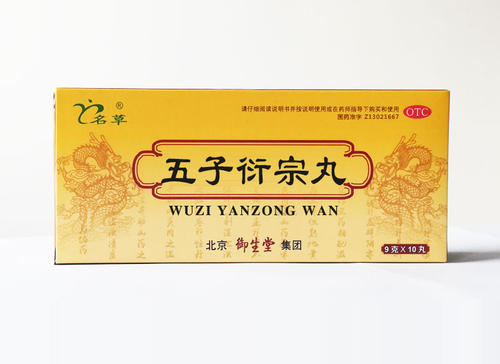 名草®
请仔细阅读说明书并按说明使用或在药师指导下购买和使用
国药准字 Z13021667
OTC
五子衍宗丸
WUZI YANZONG WAN
北京 御生堂 集团
9克×10丸